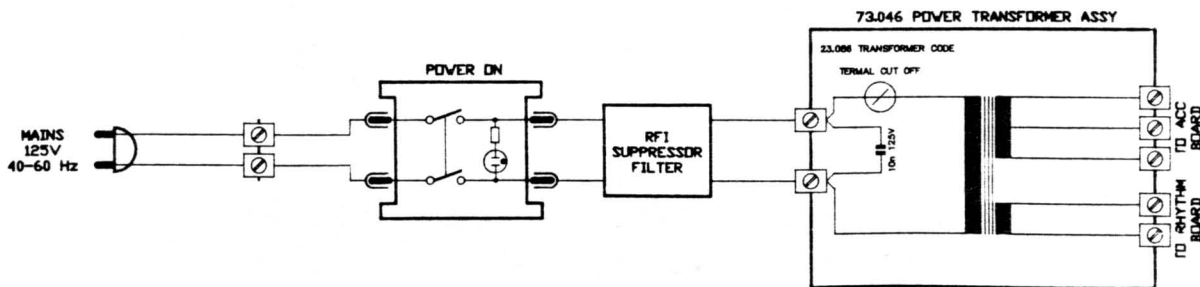 73.046 POWER TRANSFORMER ASSY
23.086 TRANSFORMER CODE
TERMAL CUT OFF
POWER ON
MAINS
125V
40-60 Hz
RFI
SUPPRESSOR
FILTER
10n 125V
TO ACC
BOARD
TO RHYTHM
BOARD